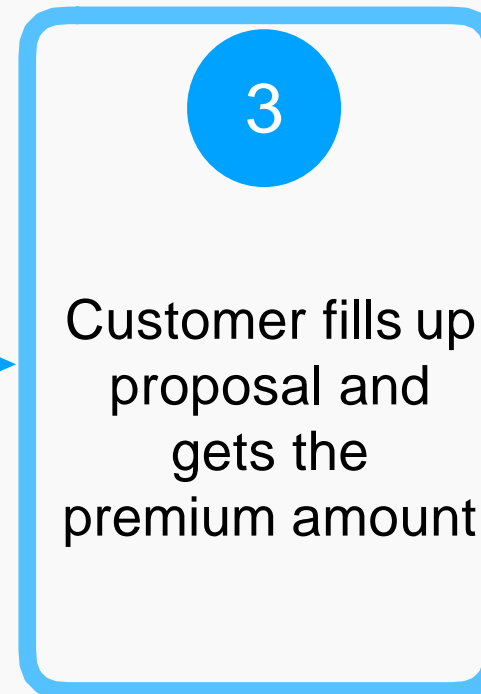 3
Customer fills up
proposal and
gets the
premium amount